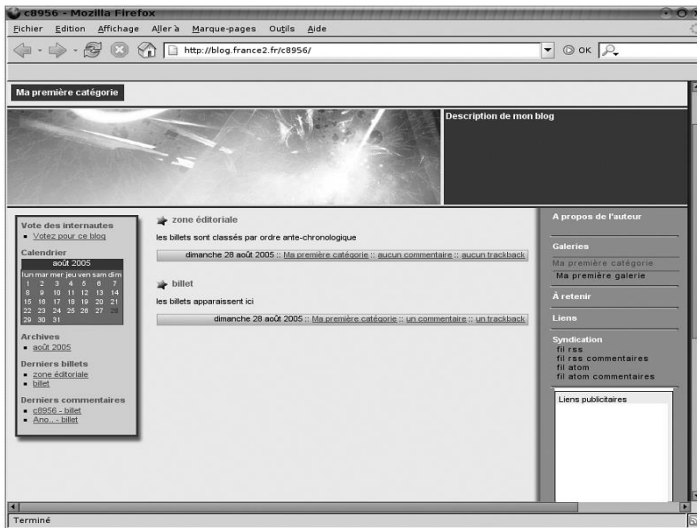 c8956 - Mozilla Firefox
Fichier Edition Affichage Aller à Marque-pages Outils Aide
http://blog.france2.fr/c8956/
OK
Ma première catégorie
Description de mon blog
Vote des internautes
Votez pour ce blog
Calendrier
août 2005
lun mar mer jeu ven sam dim
1 2 3 4 5 6 7
8 9 10 11 12 13 14
15 16 17 18 19 20 21
22 23 24 25 26 27 28
29 30 31
Archives
août 2005
Derniers billets
zone éditoriale
billet
Derniers commentaires
c8956 - billet
Ano... - billet
zone éditoriale
les billets sont classés par ordre ante-chronologique
dimanche 28 août 2005 :: Ma première catégorie :: aucun commentaire :: aucun trackback
billet
les billets apparaissent ici
dimanche 28 août 2005 :: Ma première catégorie :: un commentaire :: un trackback
A propos de l'auteur
Galeries
Ma première catégorie
Ma première galerie
À retenir
Liens
Syndication
fil rss
fil rss commentaires
fil atom
fil atom commentaires
Liens publicitaires
Terminé